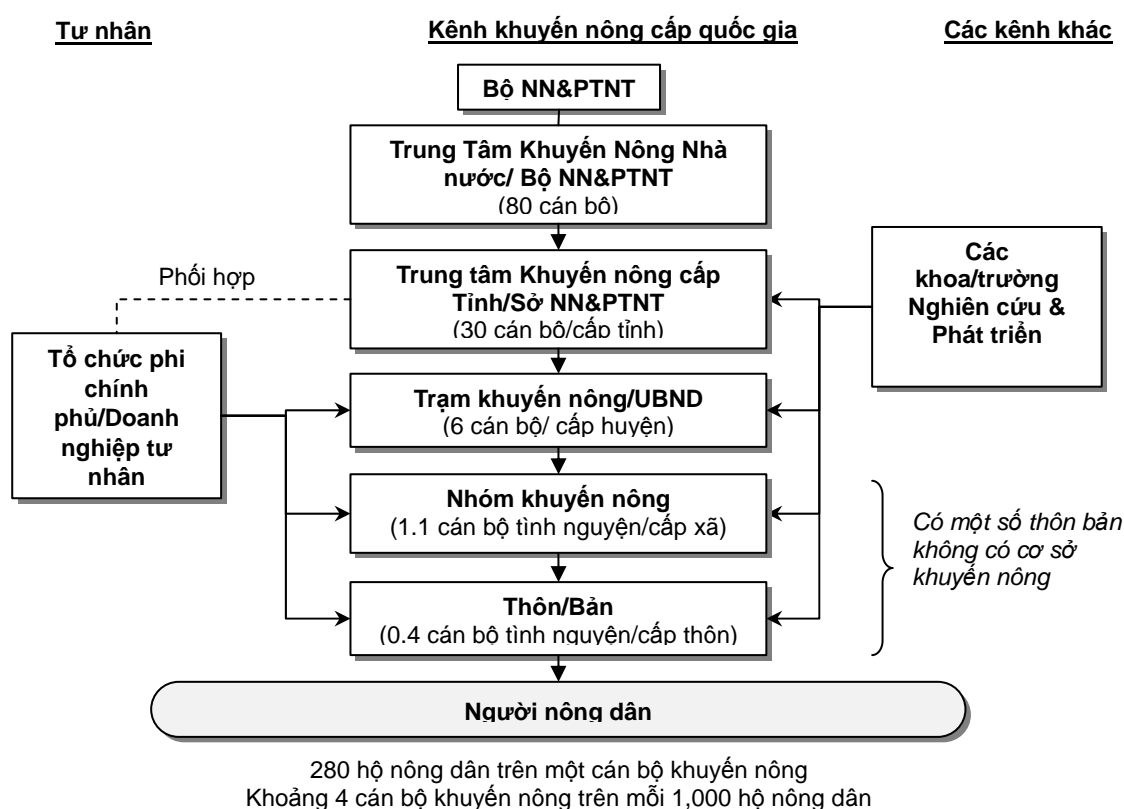 Tư nhân
Kênh khuyến nông cấp quốc gia
Các kênh khác
Bộ NN&PTNT
Trung Tâm Khuyến Nông Nhà
nước/ Bộ NN&PTNT
(80 cán bộ)
Phối hợp
Trung tâm Khuyến nông cấp
Tỉnh/Sở NN&PTNT
(30 cán bộ/cấp tỉnh)
Các
khoa/trường
Nghiên cứu &
Phát triển
Tổ chức phi
chính
phủ/Doanh
nghiệp tư
nhân
Trạm khuyến nông/UBND
(6 cán bộ/ cấp huyện)
Nhóm khuyến nông
(1.1 cán bộ tình nguyện/cấp xã)
Thôn/Bản
(0.4 cán bộ tình nguyện/cấp thôn)
Có một số thôn bản
không có cơ sở
khuyến nông
Người nông dân
280 hộ nông dân trên một cán bộ khuyến nông
Khoảng 4 cán bộ khuyến nông trên mỗi 1,000 hộ nông dân